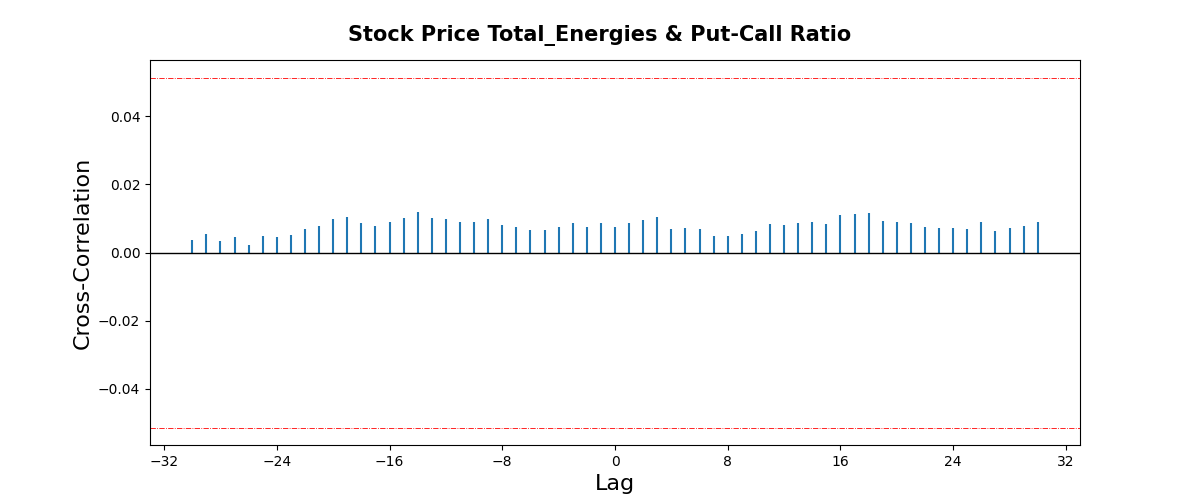 Stock Price Total_Energies & Put-Call Ratio
Cross-Correlation
0.04
0.02
0.00
−0.02
−0.04
−32 −24 −16 −8 0 8 16 24 32
Lag